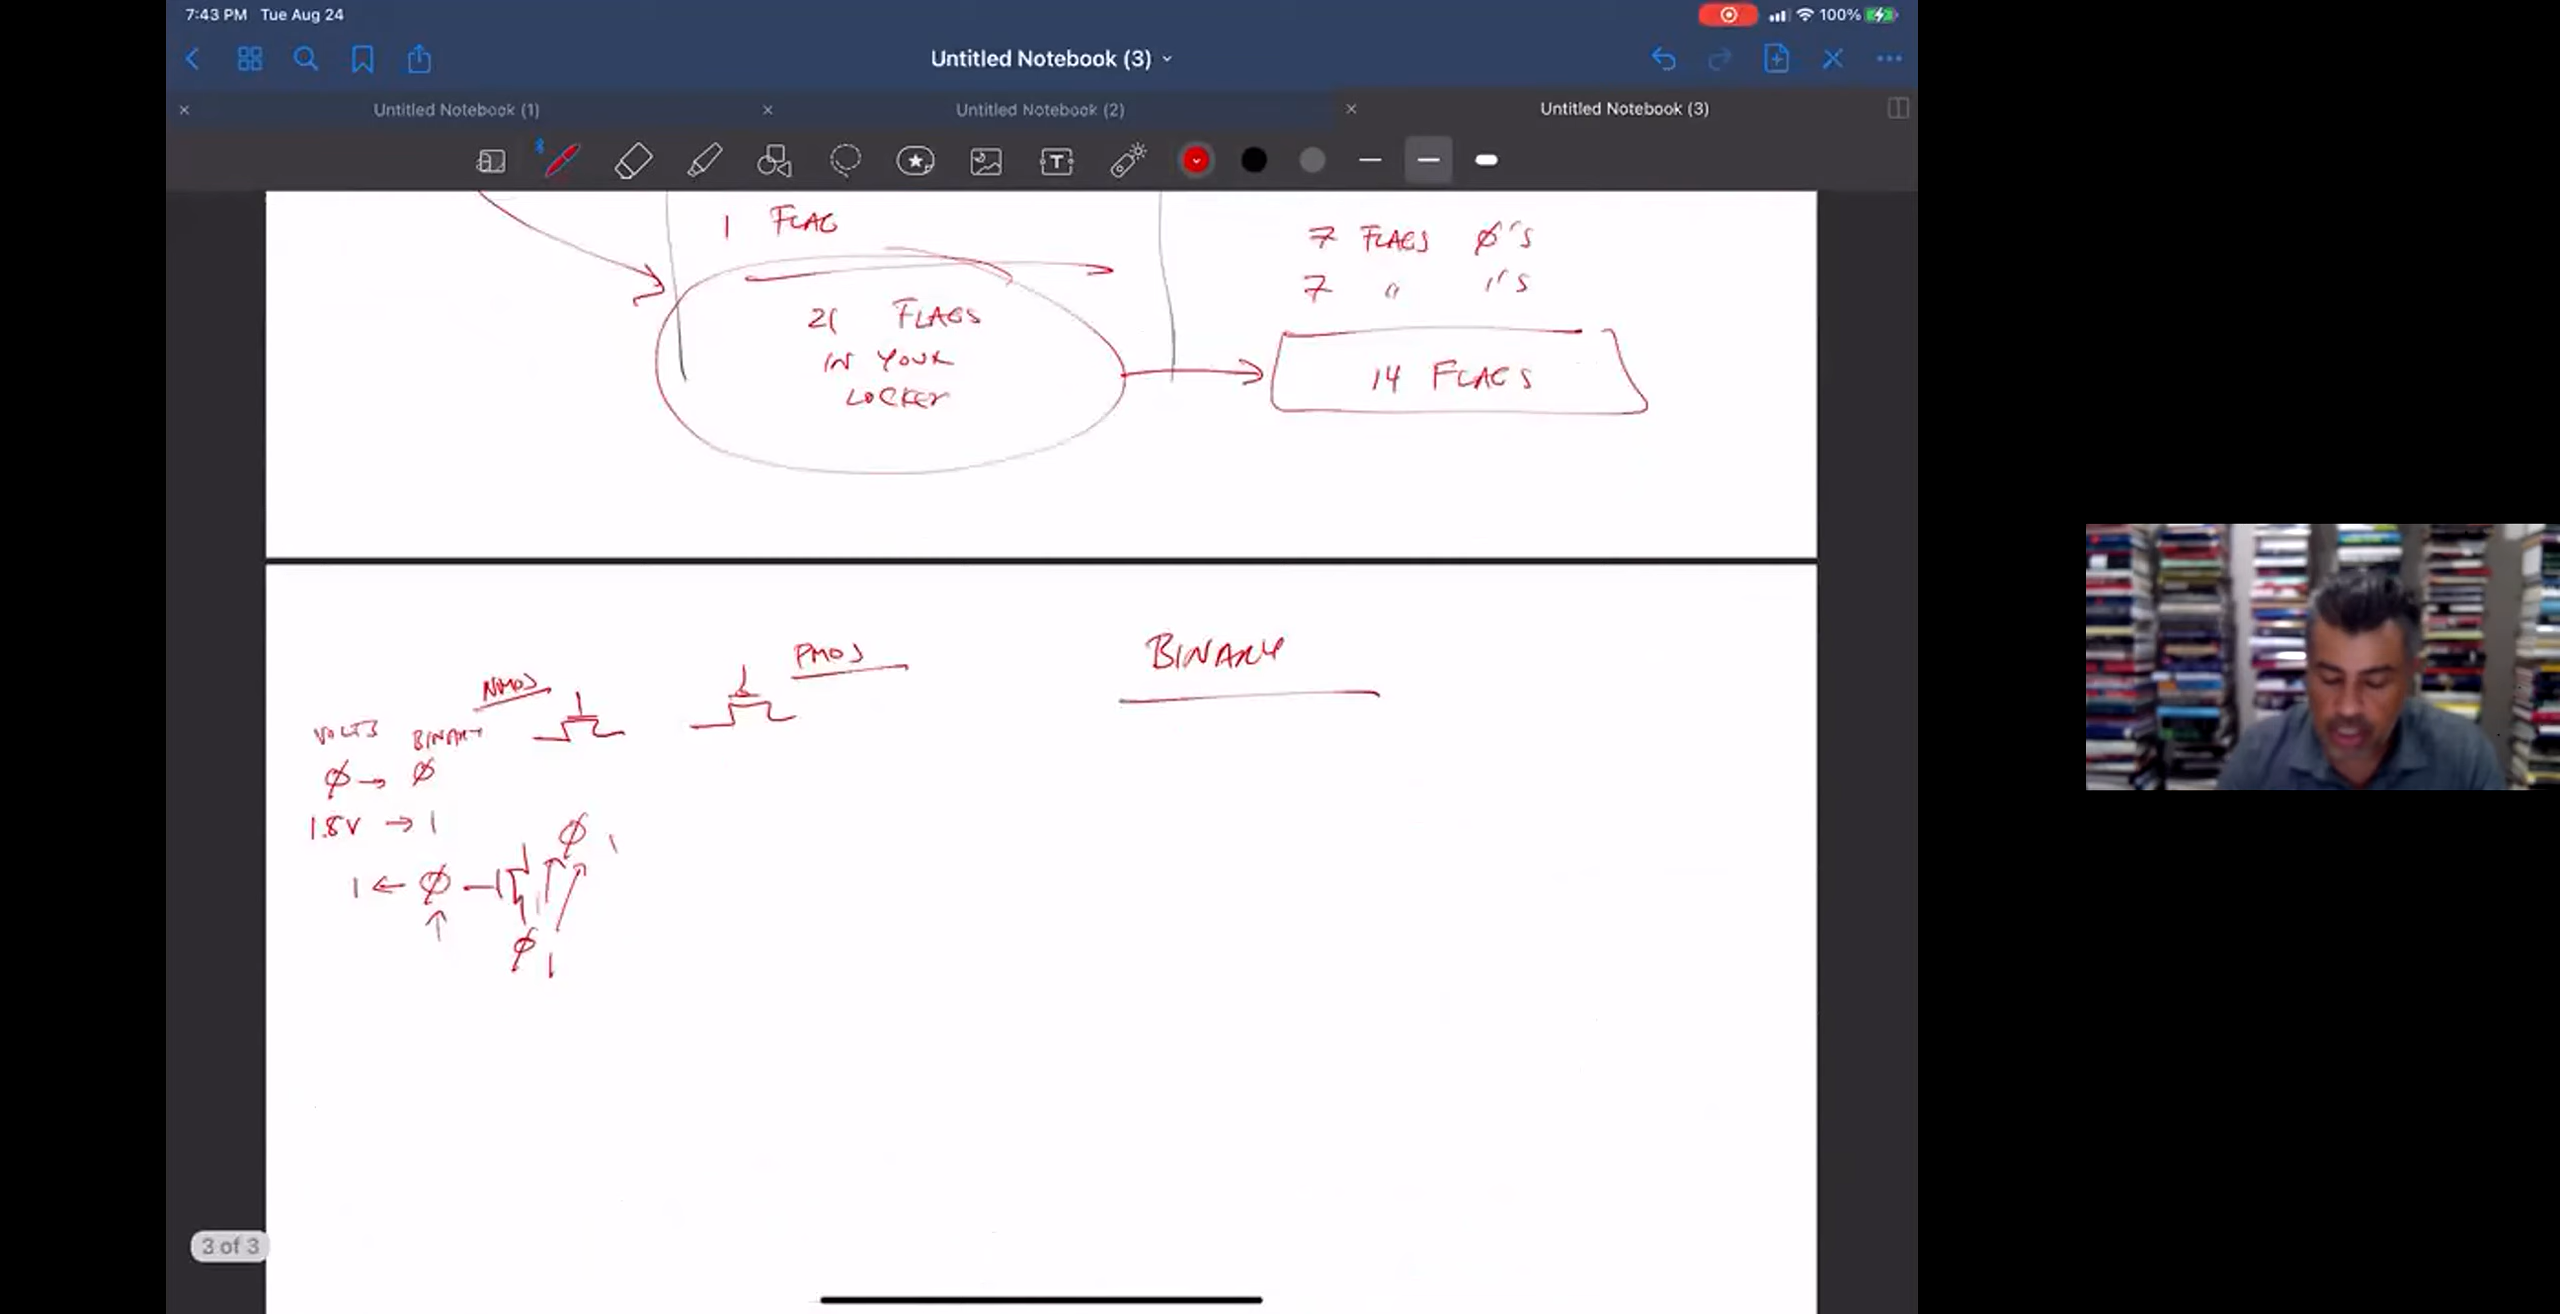 7:43 PM Tue Aug 24
100%
Untitled Notebook (3)
Untitled Notebook (1)
Untitled Notebook (2)
Untitled Notebook (3)
T
1 FLAG
21 FLAGS
IN YOUR
LOCKER
7 FLAGS ∅'s
7 " 1's
14 FLAGS
NMOS
PMOS
BINARY
VOLTS BINARY
∅ → ∅
1.8V → 1
∅ 1
1 ← ∅
↑
∅ 1
3 of 3